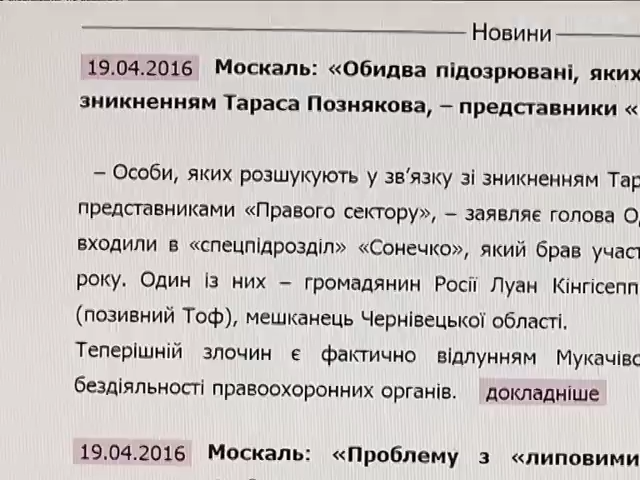 Новини
19.04.2016 Москаль: «Обидва підозрювані, яких
зникненням Тараса Познякова, – представники «
– Особи, яких розшукують у зв’язку зі зникненням Тар
представниками «Правого сектору», – заявляє голова О
входили в «спецпідрозділ» «Сонечко», який брав участ
року. Один із них – громадянин Росії Луан Кінгісепп
(позивний Тоф), мешканець Чернівецької області.
Теперішній злочин є фактично відлунням Мукачівс
бездіяльності правоохоронних органів. докладніше
19.04.2016 Москаль: «Проблему з «липовими